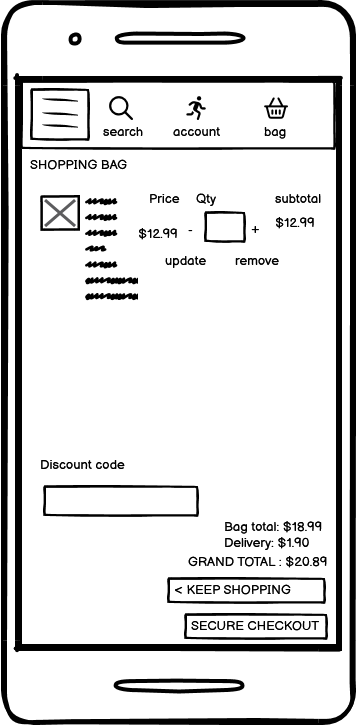 search account bag
SHOPPING BAG
Price Qty subtotal
$12.99 - + $12.99
update remove
Discount code
Bag total: $18.99
Delivery: $1.90
GRAND TOTAL : $20.89
< KEEP SHOPPING
SECURE CHECKOUT